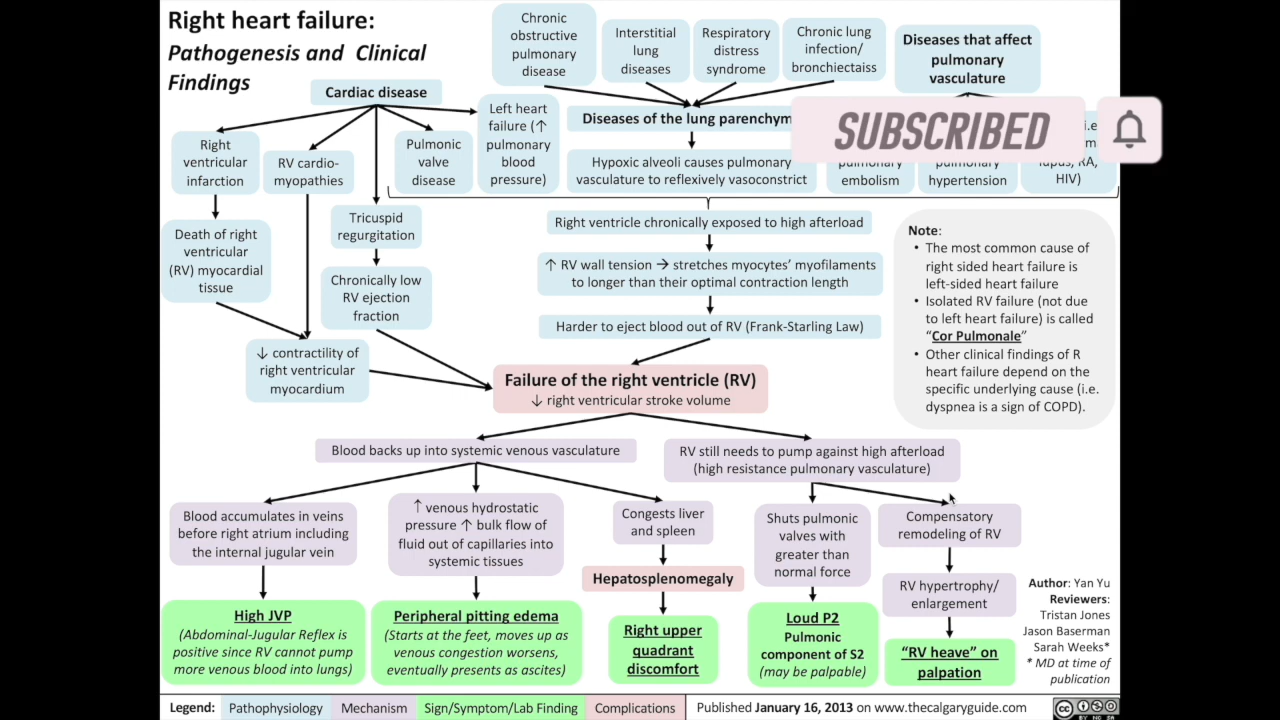 Right heart failure:
Pathogenesis and Clinical
Findings
Chronic
obstructive
pulmonary
disease
Interstitial
lung
diseases
Respiratory
distress
syndrome
Chronic lung
infection/
bronchiectaiss
Diseases that affect
pulmonary
vasculature
Cardiac disease
Left heart
failure (↑
pulmonary
blood
pressure)
Diseases of the lung parenchym
SUBSCRIBED
i.e
m
Right
ventricular
infarction
RV cardio-
myopathies
Pulmonic
valve
disease
Hypoxic alveoli causes pulmonary
vasculature to reflexively vasoconstrict
pulmonary
embolism
pulmonary
hypertension
lupus, RA,
HIV)
Tricuspid
regurgitation
Right ventricle chronically exposed to high afterload
Death of right
ventricular
(RV) myocardial
tissue
Chronically low
RV ejection
fraction
↑ RV wall tension → stretches myocytes’ myofilaments
to longer than their optimal contraction length
Harder to eject blood out of RV (Frank-Starling Law)
Note:
• The most common cause of
right sided heart failure is
left-sided heart failure
• Isolated RV failure (not due
to left heart failure) is called
“Cor Pulmonale”
• Other clinical findings of R
heart failure depend on the
specific underlying cause (i.e.
dyspnea is a sign of COPD).
↓ contractility of
right ventricular
myocardium
Failure of the right ventricle (RV)
↓ right ventricular stroke volume
Blood backs up into systemic venous vasculature
RV still needs to pump against high afterload
(high resistance pulmonary vasculature)
Blood accumulates in veins
before right atrium including
the internal jugular vein
↑ venous hydrostatic
pressure ↑ bulk flow of
fluid out of capillaries into
systemic tissues
Congests liver
and spleen
Shuts pulmonic
valves with
greater than
normal force
Compensatory
remodeling of RV
Hepatosplenomegaly
RV hypertrophy/
enlargement
High JVP
(Abdominal-Jugular Reflex is
positive since RV cannot pump
more venous blood into lungs)
Peripheral pitting edema
(Starts at the feet, moves up as
venous congestion worsens,
eventually presents as ascites)
Right upper
quadrant
discomfort
Loud P2
Pulmonic
component of S2
(may be palpable)
“RV heave” on
palpation
Author: Yan Yu
Reviewers:
Tristan Jones
Jason Baserman
Sarah Weeks*
* MD at time of
publication
Legend: Pathophysiology Mechanism Sign/Symptom/Lab Finding Complications Published January 16, 2013 on www.thecalgaryguide.com
cc
BY NC SA